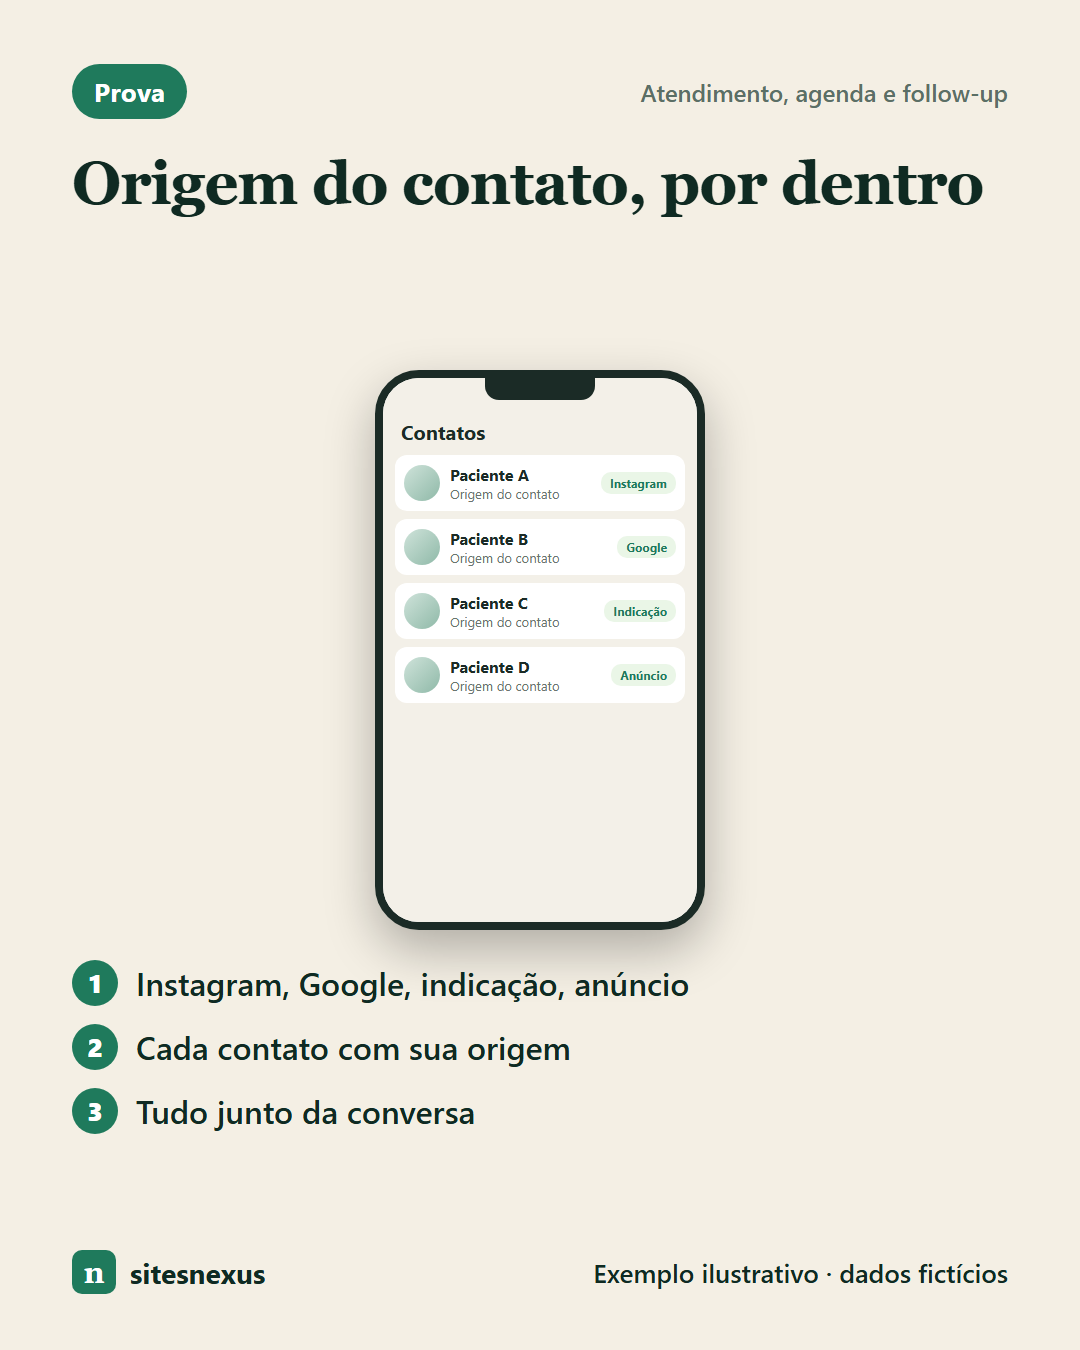 Prova
Atendimento, agenda e follow-up
Origem do contato, por dentro
Contatos
Paciente A
Origem do contato
Instagram
Paciente B
Origem do contato
Google
Paciente C
Origem do contato
Indicação
Paciente D
Origem do contato
Anúncio
1 Instagram, Google, indicação, anúncio
2 Cada contato com sua origem
3 Tudo junto da conversa
n sitesnexus
Exemplo ilustrativo · dados fictícios